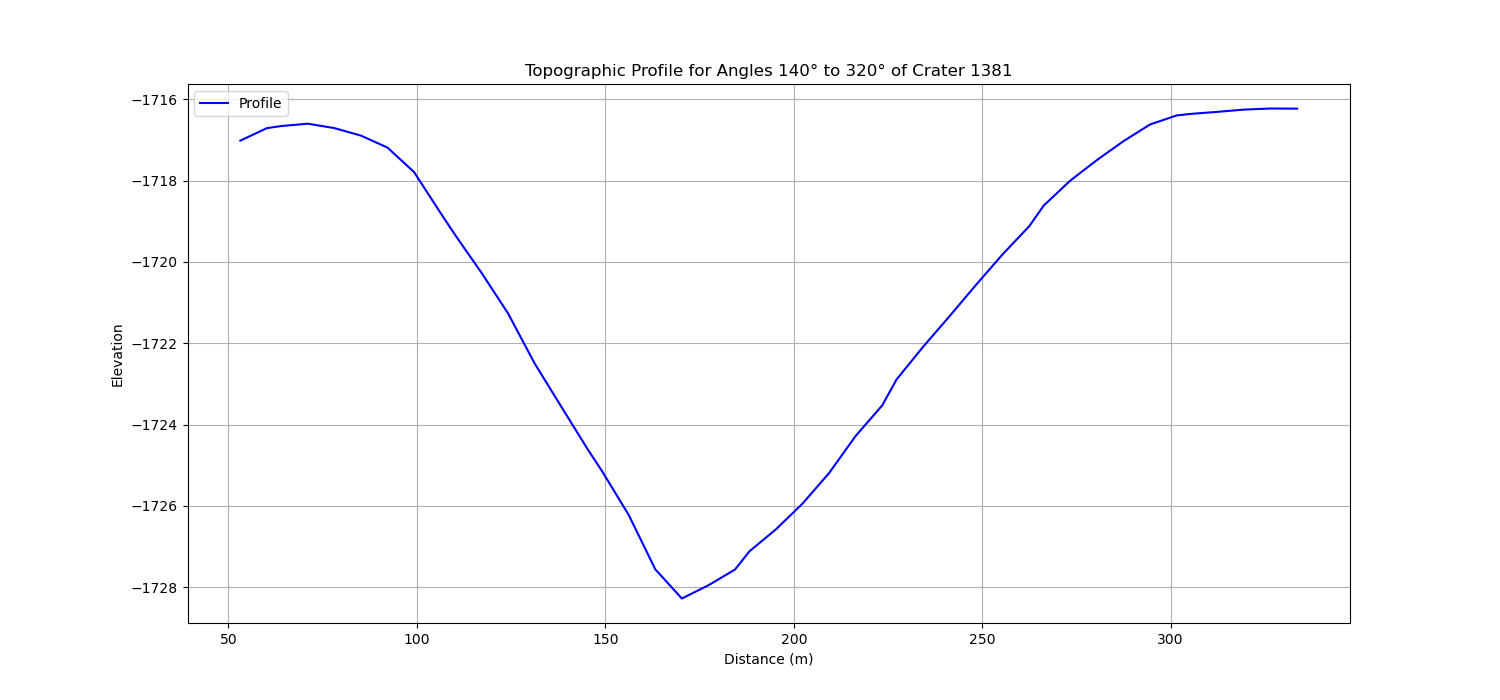 Topographic Profile for Angles 140° to 320° of Crater 1381
Profile
−1716
−1718
−1720
−1722
−1724
−1726
−1728
Elevation
50 100 150 200 250 300
Distance (m)